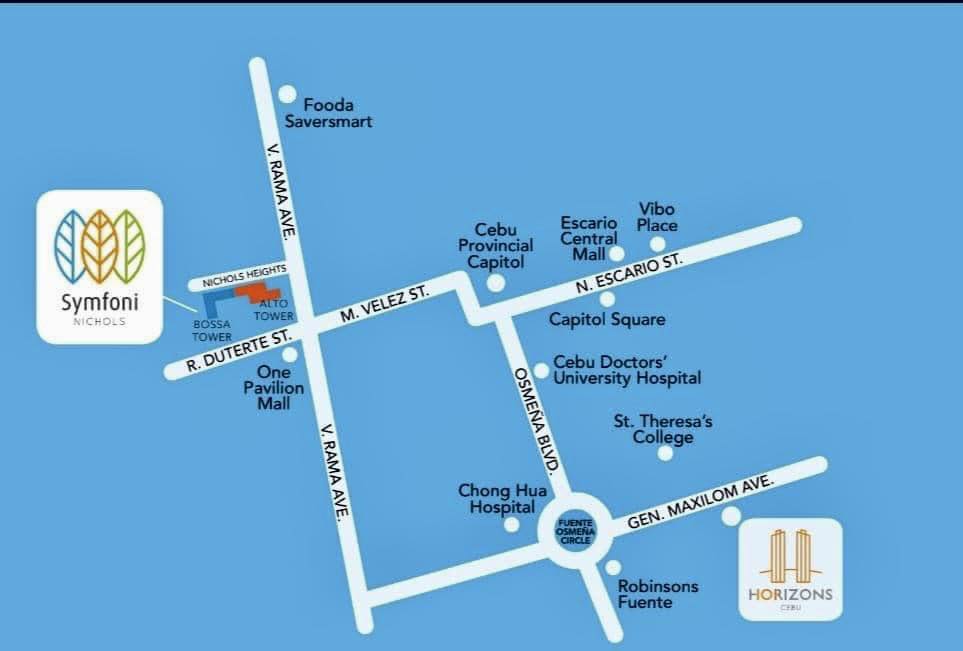 Fooda
Saversmart
V. RAMA AVE.
Symfoni
NICHOLS
NICHOLS HEIGHTS
ALTO
TOWER
BOSSA
TOWER
R. DUTERTE ST.
M. VELEZ ST.
One
Pavilion
Mall
Cebu
Provincial
Capitol
Escario
Central
Mall
Vibo
Place
N. ESCARIO ST.
Capitol Square
Cebu Doctors’
University Hospital
OSMEÑA BLVD.
St. Theresa’s
College
V. RAMA AVE.
Chong Hua
Hospital
FUENTE
OSMEÑA
CIRCLE
GEN. MAXILOM AVE.
Robinsons
Fuente
HORIZONS
CEBU